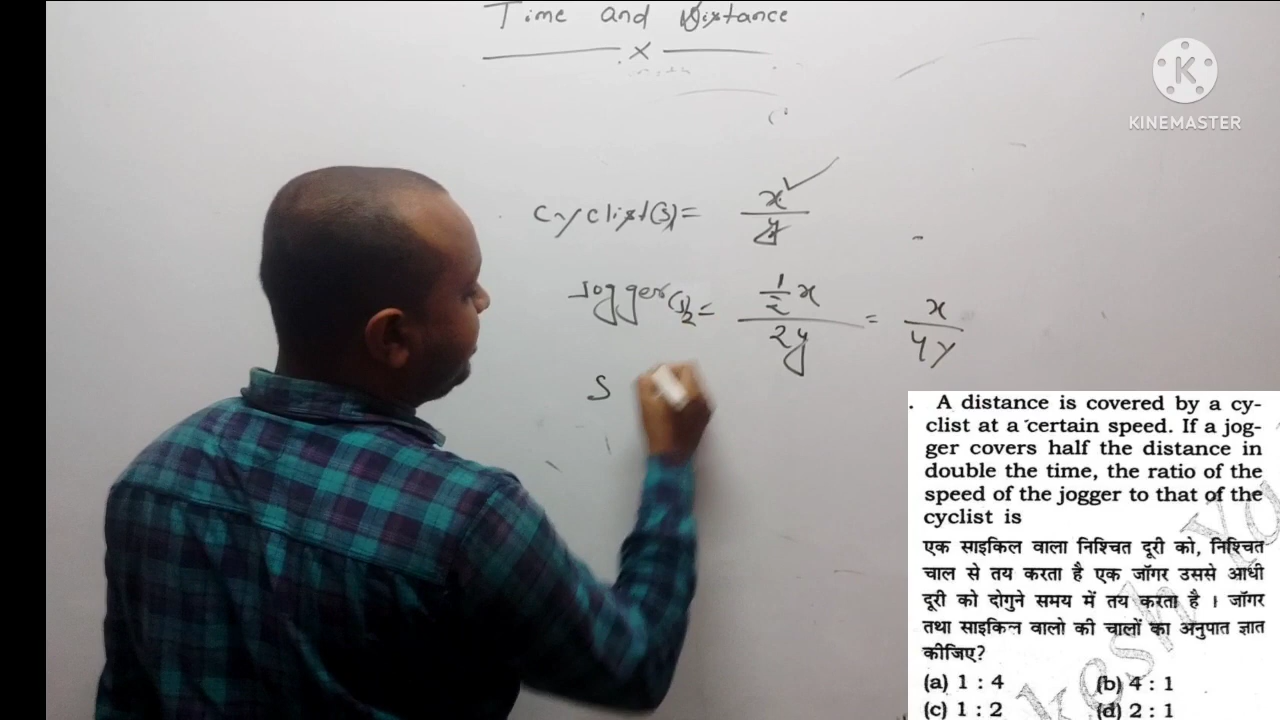 Time and Distance
x
KINEMASTER
Cyclist(s) = x/y
Jogger(s)2 = 1/2 x / 2y = x/4y
S
. A distance is covered by a cy-
clist at a certain speed. If a jog-
ger covers half the distance in
double the time, the ratio of the
speed of the jogger to that of the
cyclist is
एक साइकिल वाला निश्चित दूरी को, निश्चित
चाल से तय करता है एक जॉगर उससे आधी
दूरी को दोगुने समय में तय करता है । जॉगर
तथा साइकिल वालो की चालों का अनुपात ज्ञात
कीजिए?
(a) 1 : 4 (b) 4 : 1
(c) 1 : 2 (d) 2 : 1